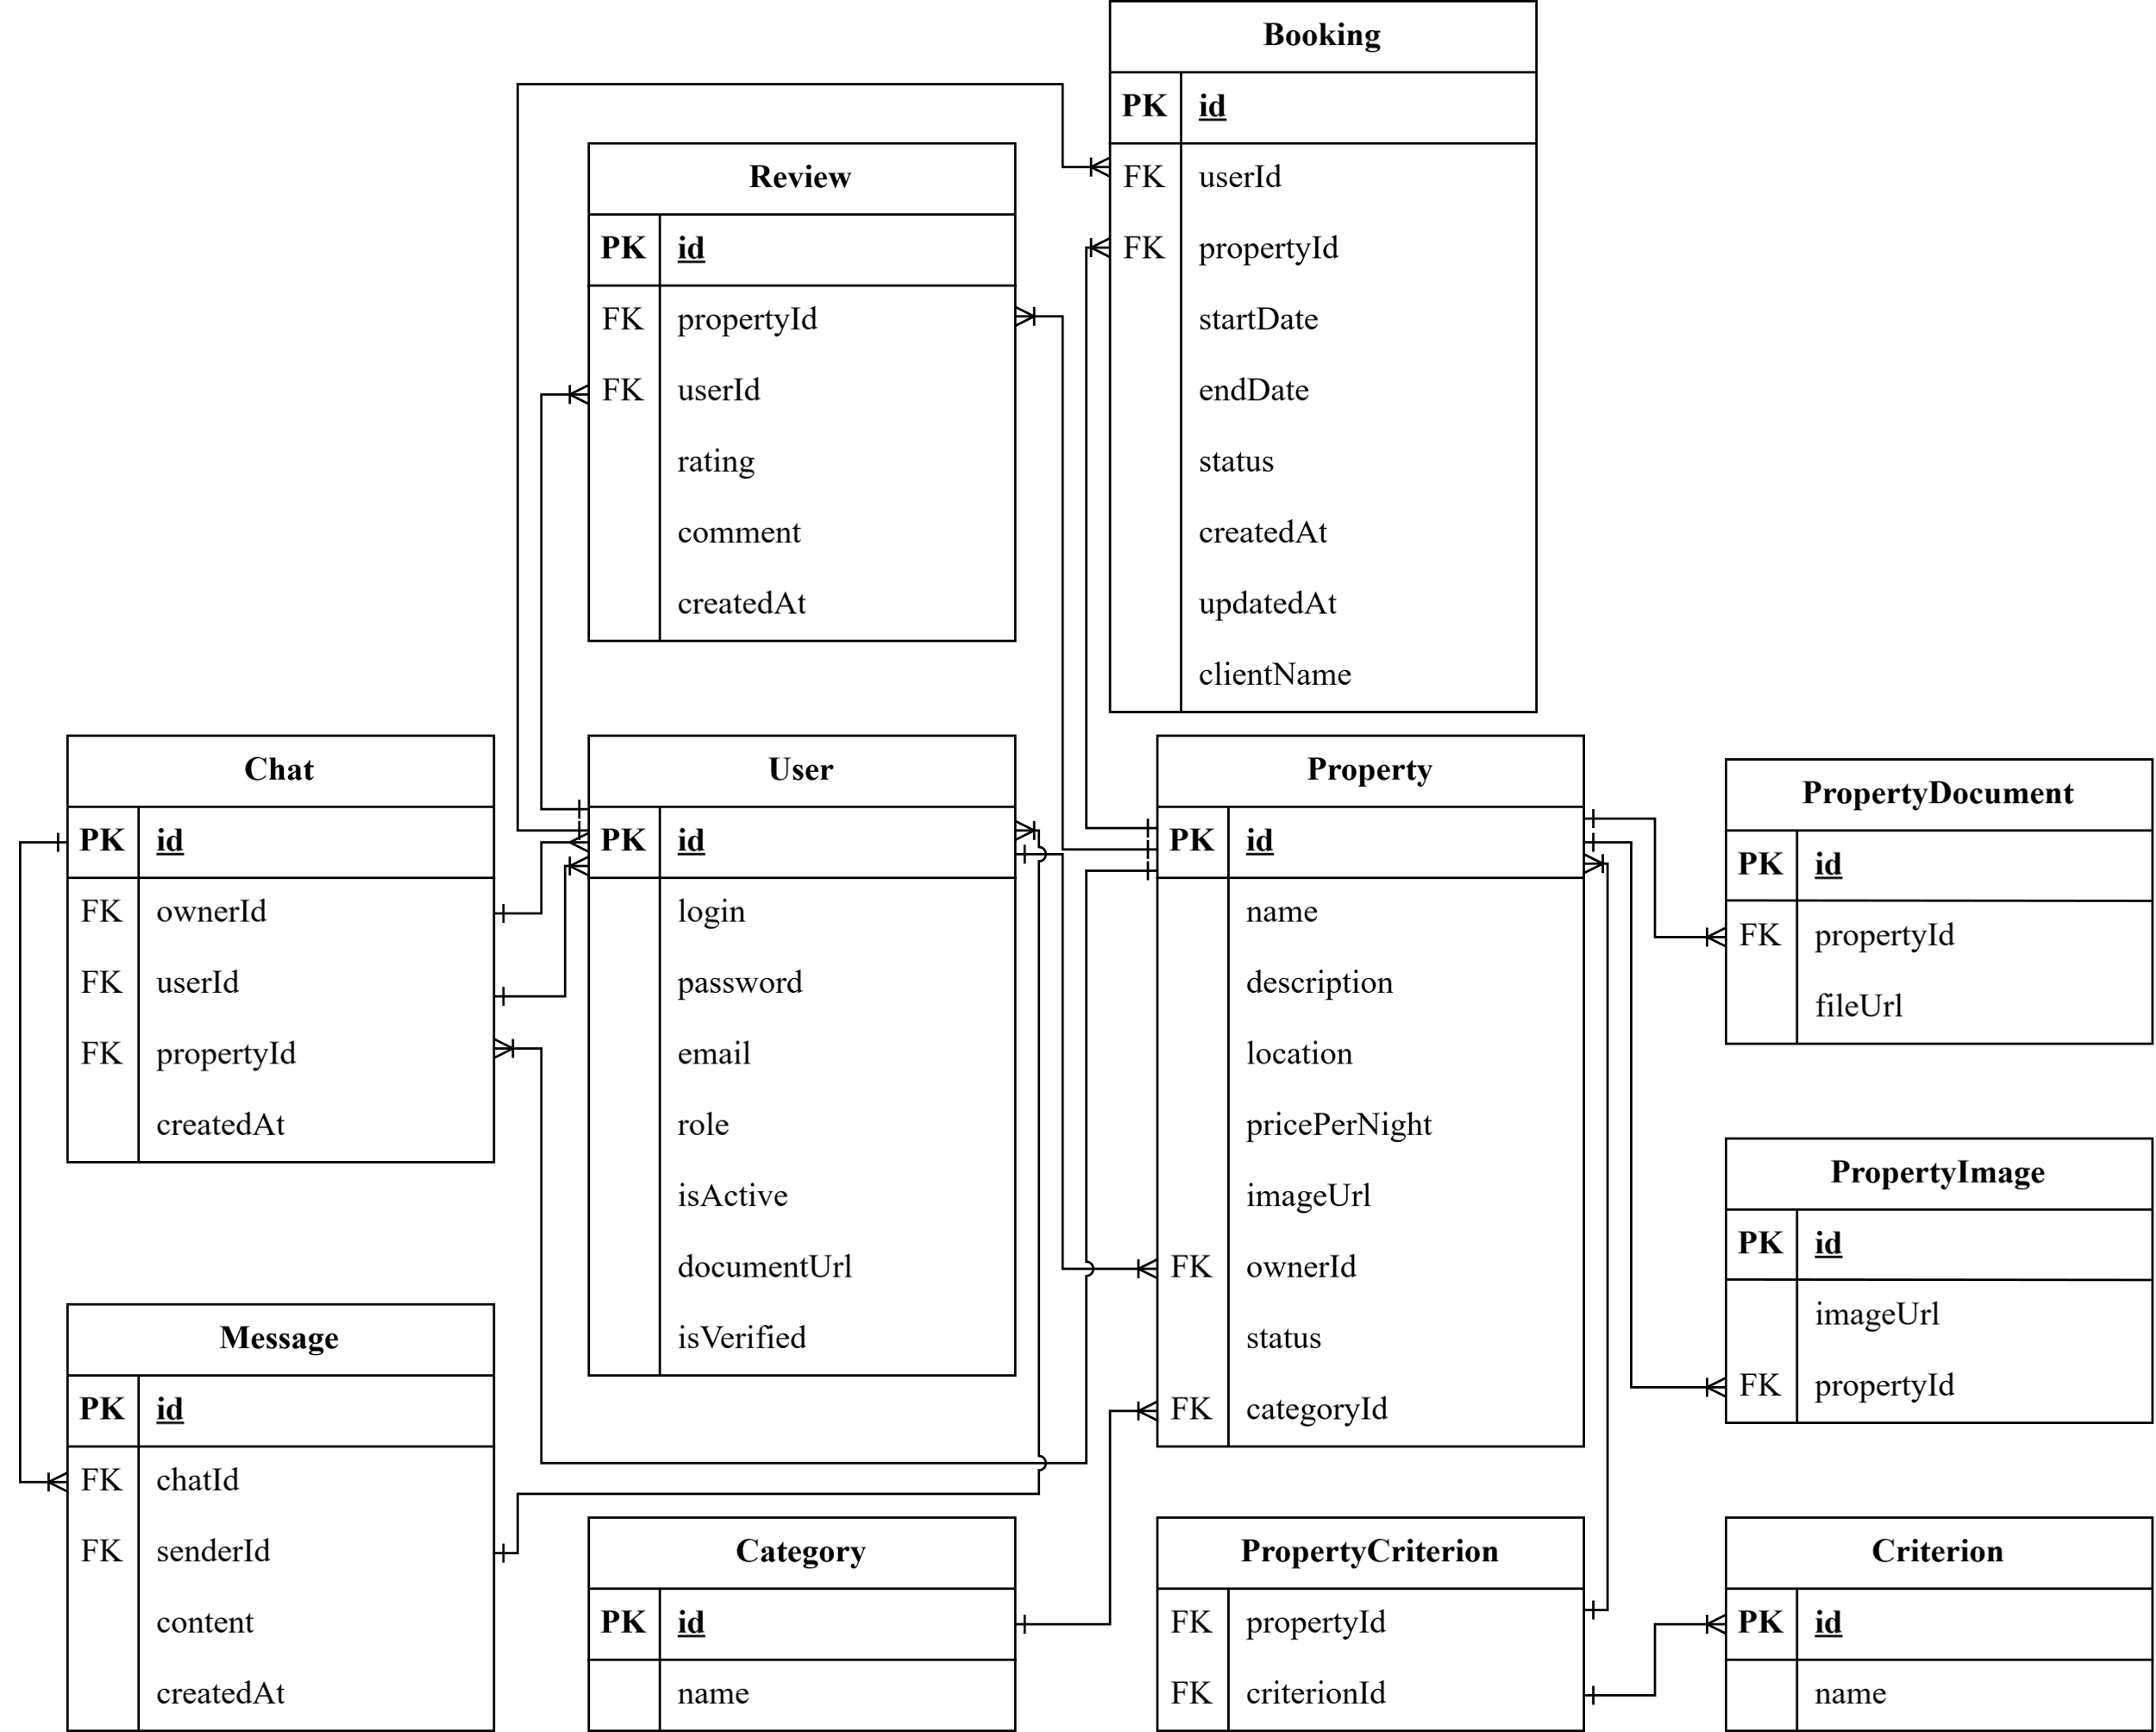 Booking
PK id
FK userId
FK propertyId
startDate
endDate
status
createdAt
updatedAt
clientName
Review
PK id
FK propertyId
FK userId
rating
comment
createdAt
Chat
PK id
FK ownerId
FK userId
FK propertyId
createdAt
User
PK id
login
password
email
role
isActive
documentUrl
isVerified
Property
PK id
name
description
location
pricePerNight
imageUrl
FK ownerId
status
FK categoryId
PropertyDocument
PK id
FK propertyId
fileUrl
PropertyImage
PK id
imageUrl
FK propertyId
Message
PK id
FK chatId
FK senderId
content
createdAt
Category
PK id
name
PropertyCriterion
FK propertyId
FK criterionId
Criterion
PK id
name